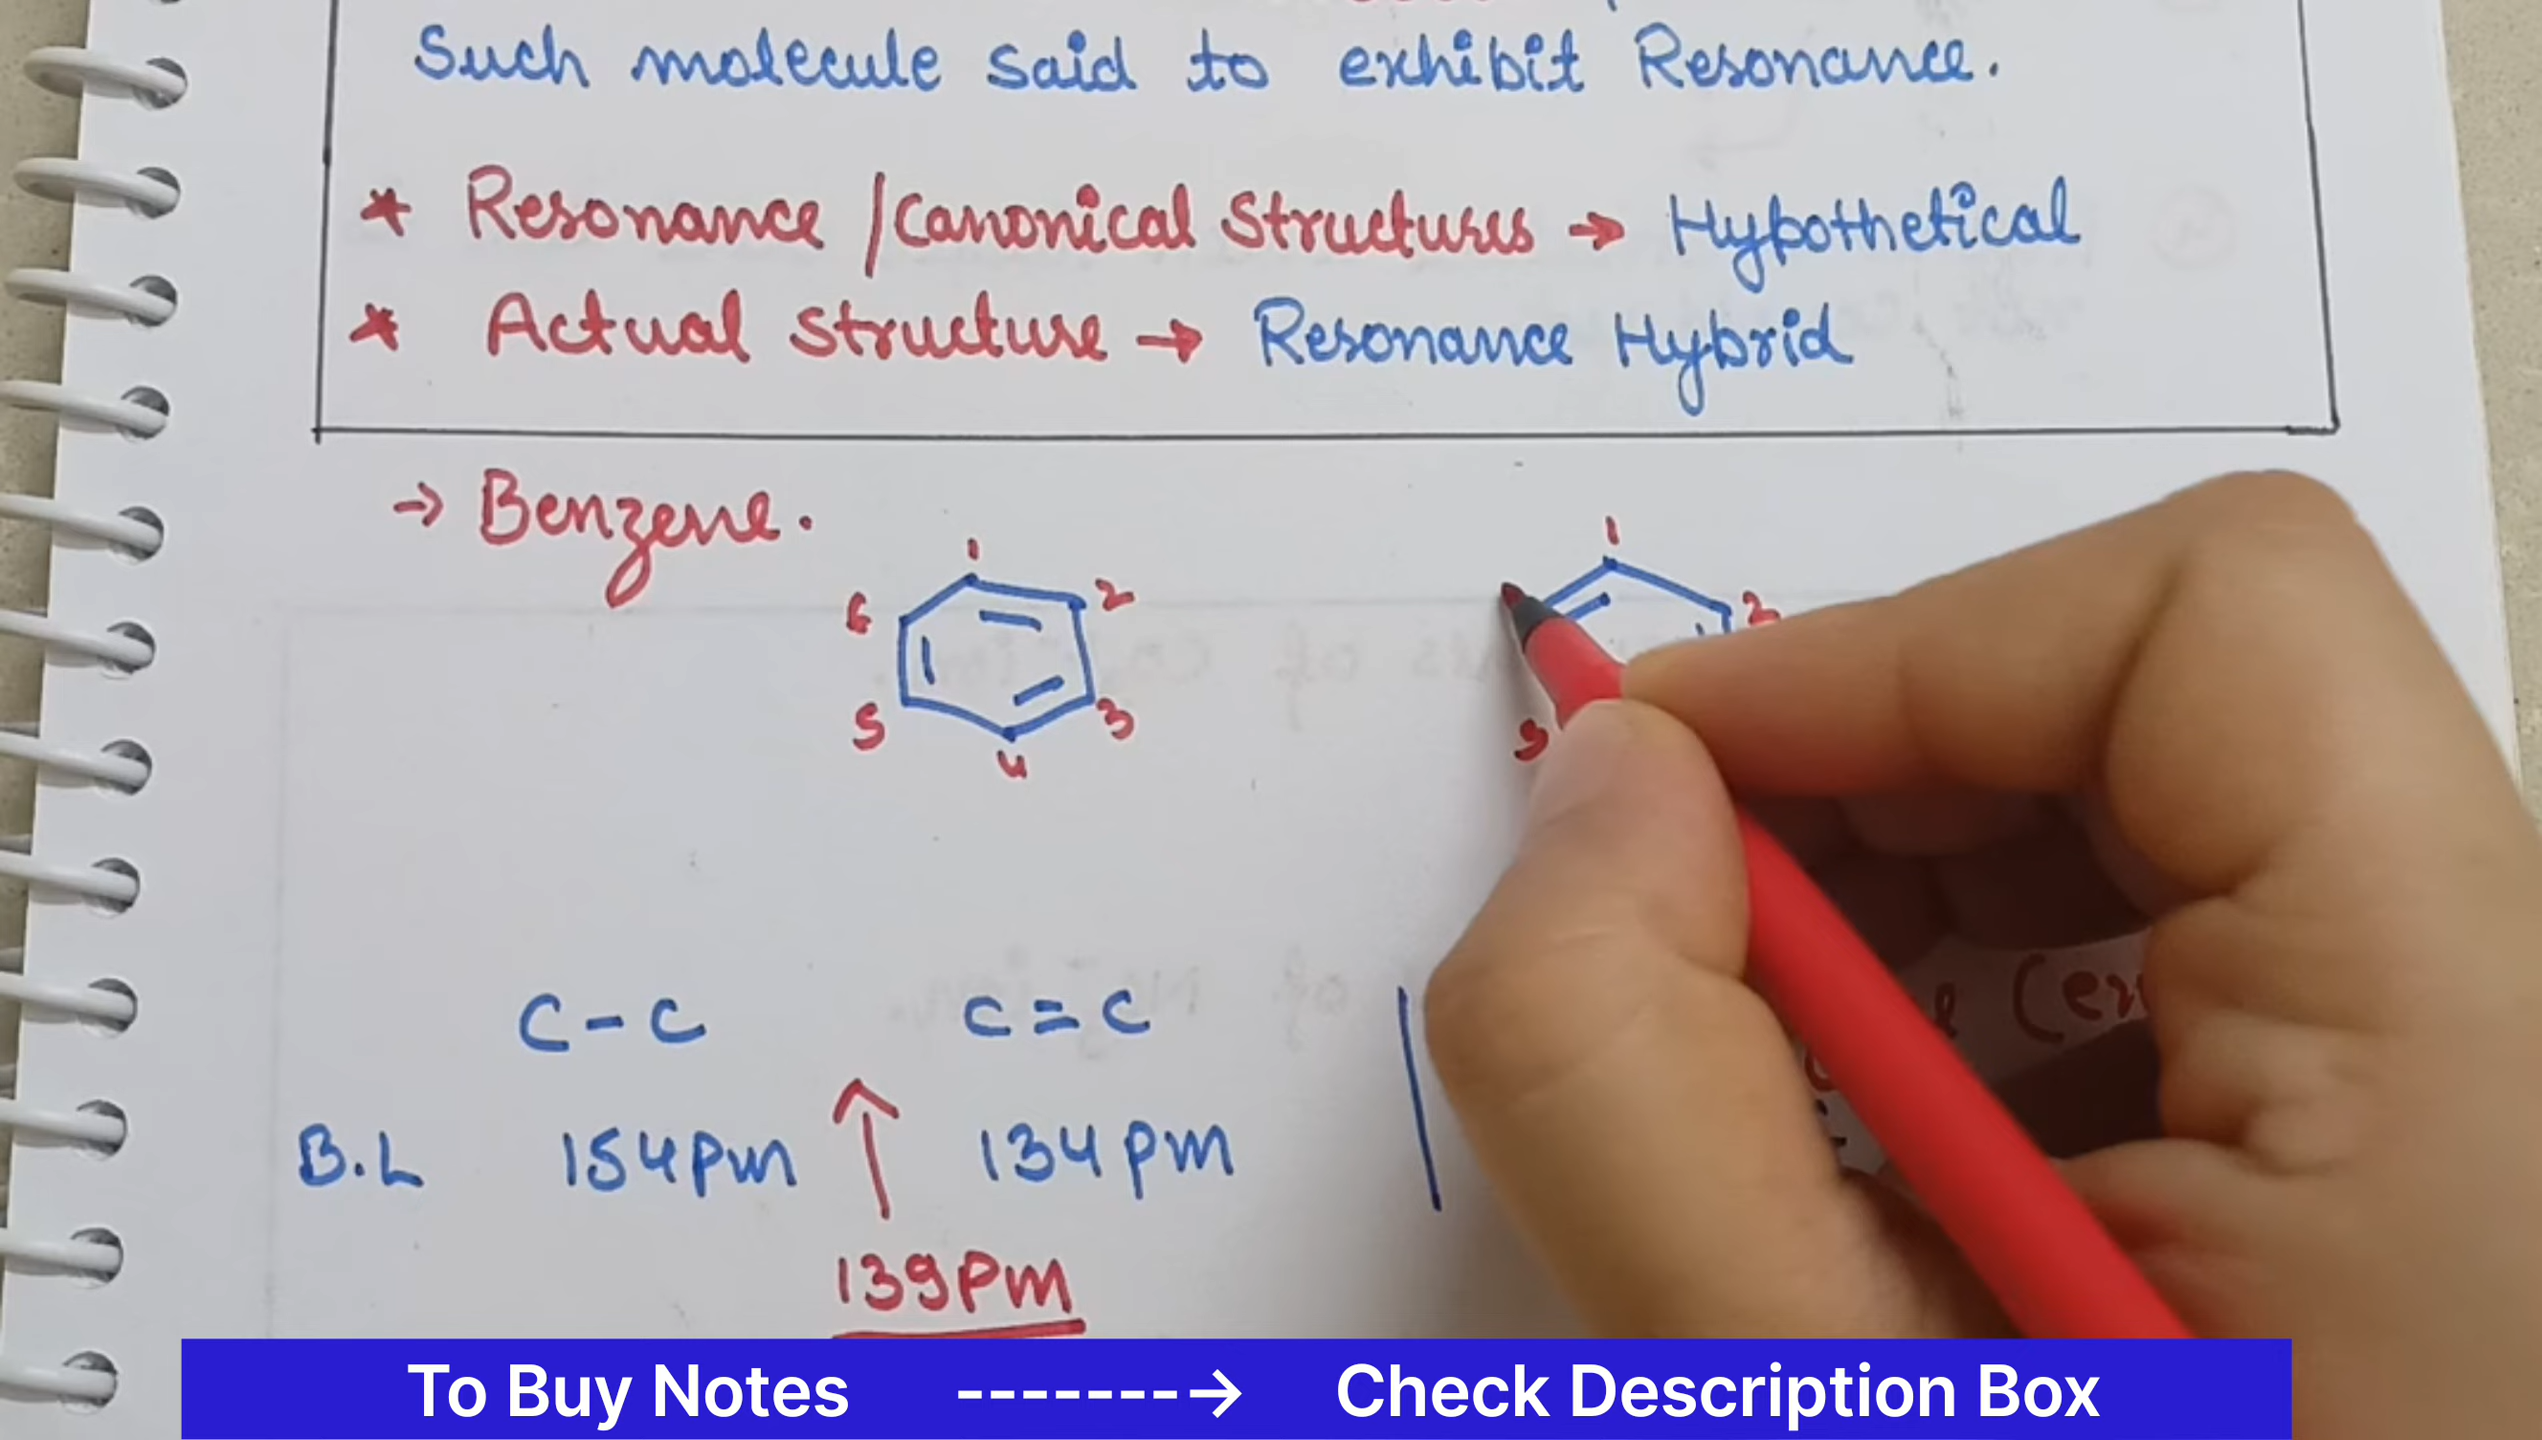 Such molecule said to exhibit Resonance.
* Resonance / Canonical Structures → Hypothetical
* Actual structure → Resonance Hybrid
→ Benzene.
1
6 2
5 3
4
1
2
5
C-C C=C
B.L 154pm ↑ 134pm
139Pm
To Buy Notes -------→ Check Description Box